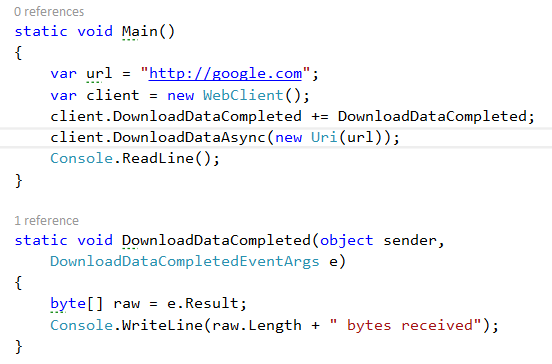 0 references
static void Main()
{
    var url = "http://google.com";
    var client = new WebClient();
    client.DownloadDataCompleted += DownloadDataCompleted;
    client.DownloadDataAsync(new Uri(url));
    Console.ReadLine();
}
1 reference
static void DownloadDataCompleted(object sender,
    DownloadDataCompletedEventArgs e)
{
    byte[] raw = e.Result;
    Console.WriteLine(raw.Length + " bytes received");
}